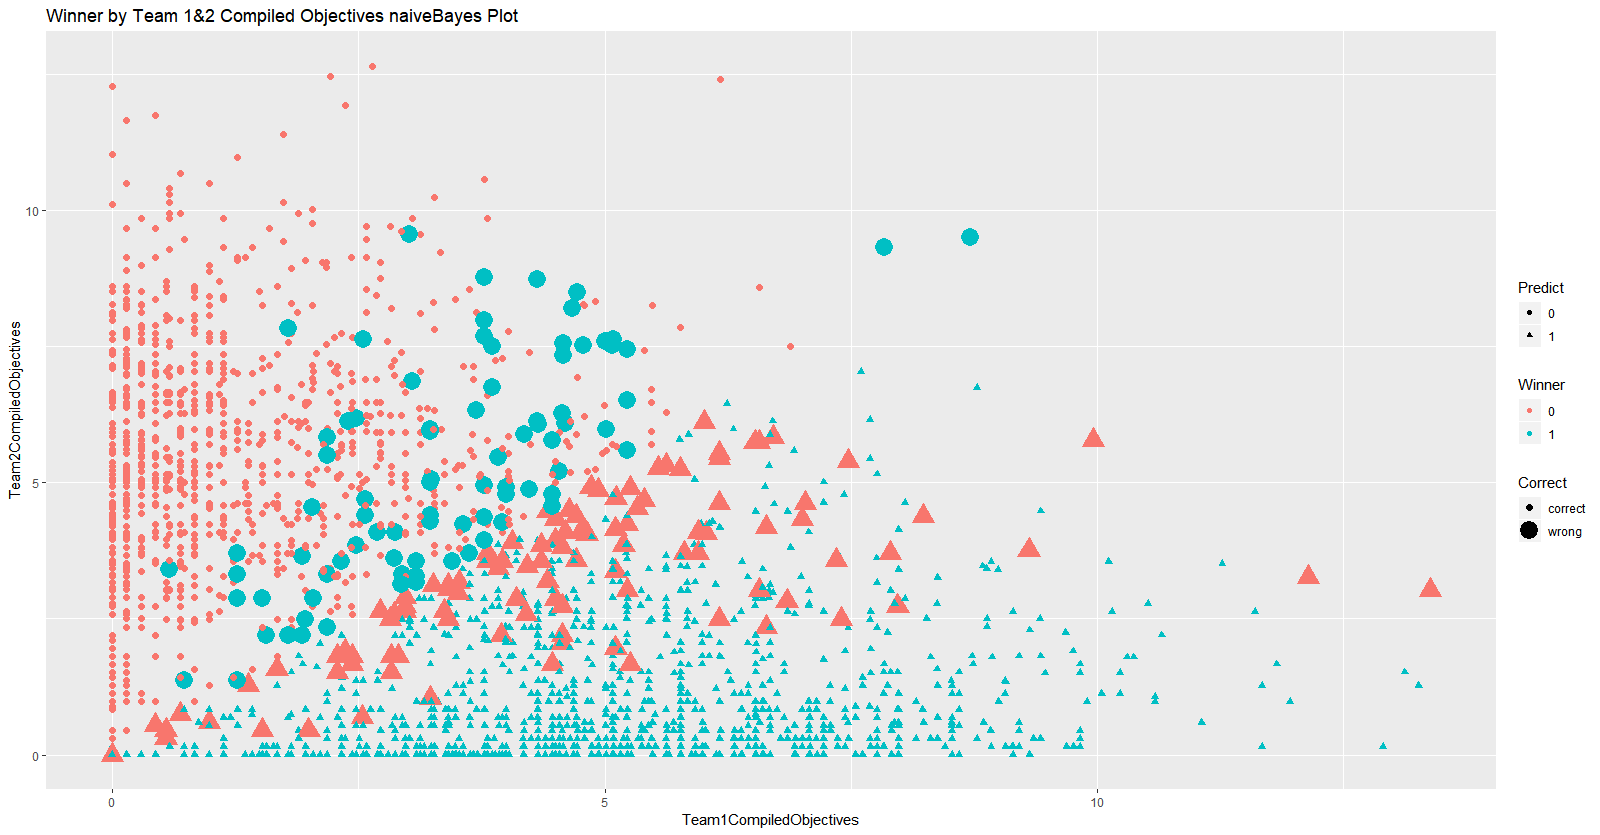 Winner by Team 1&2 Compiled Objectives naiveBayes Plot
10
5
0
Team2CompiledObjectives
0
5
10
Team1CompiledObjectives
Predict
0
1
Winner
0
1
Correct
correct
wrong